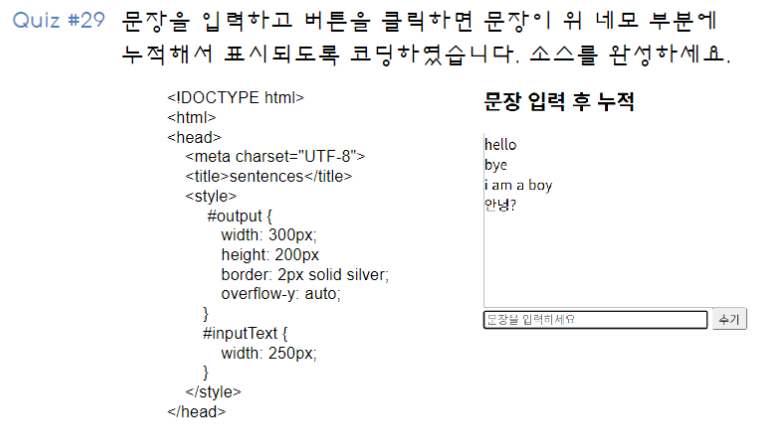 Quiz #29 문장을 입력하고 버튼을 클릭하면 문장이 위 네모 부분에
누적해서 표시되도록 코딩하였습니다. 소스를 완성하세요.
<!DOCTYPE html>
<html>
<head>
<meta charset="UTF-8">
<title>sentences</title>
<style>
#output {
width: 300px;
height: 200px
border: 2px solid silver;
overflow-y: auto;
}
#inputText {
width: 250px;
}
</style>
</head>
문장 입력 후 누적
hello
bye
i am a boy
안녕?
문장을 입력하세요
추가